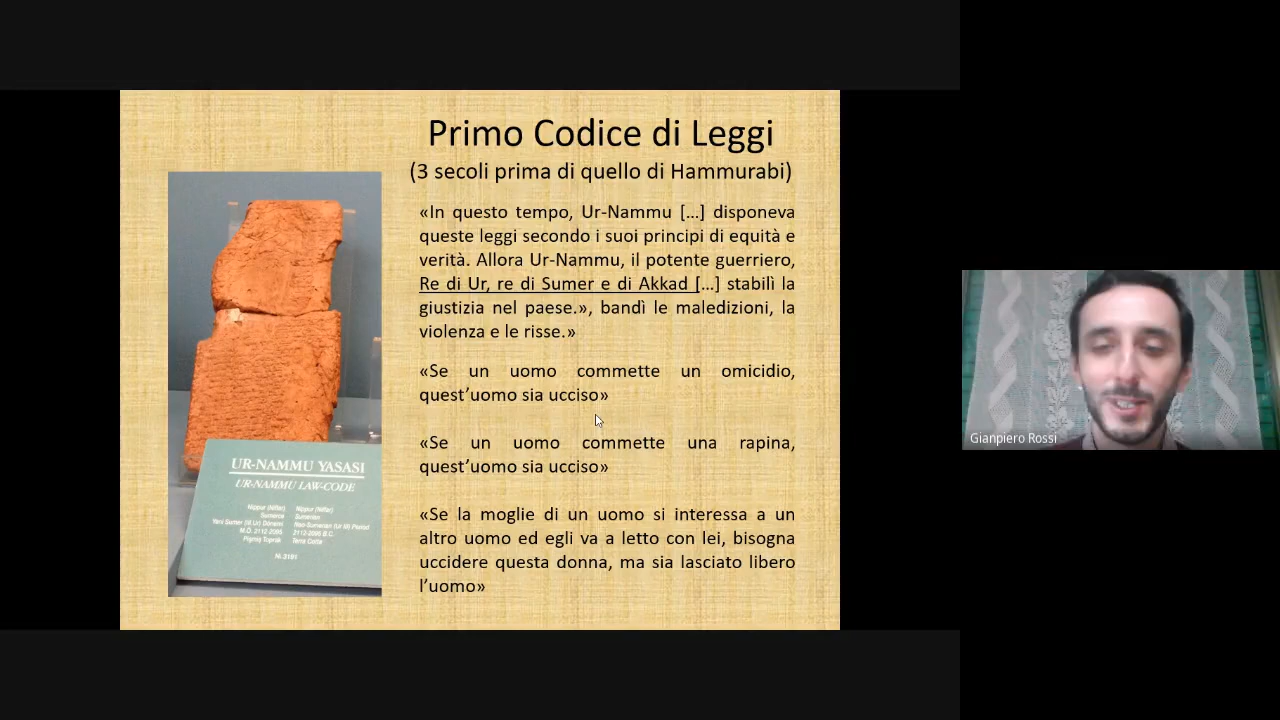 Primo Codice di Leggi
(3 secoli prima di quello di Hammurabi)
«In questo tempo, Ur-Nammu […] disponeva
queste leggi secondo i suoi principi di equità e
verità. Allora Ur-Nammu, il potente guerriero,
Re di Ur, re di Sumer e di Akkad […] stabilì la
giustizia nel paese.», bandì le maledizioni, la
violenza e le risse.»
«Se un uomo commette un omicidio,
quest’uomo sia ucciso»
«Se un uomo commette una rapina,
quest’uomo sia ucciso»
«Se la moglie di un uomo si interessa a un
altro uomo ed egli va a letto con lei, bisogna
uccidere questa donna, ma sia lasciato libero
l’uomo»
UR-NAMMU YASASI
UR-NAMMU LAW-CODE
Nippur (Niffar) Nippur (Niffar)
Sumerce Sumerian
Yeni Sumer (III Ur) Dönemi Neo-Sumerian (Ur III) Period
M.Ö. 2112-2095 2112-2095 B.C.
Pişmiş Toprak Terra Cotta
Ni.3191
Gianpiero Rossi